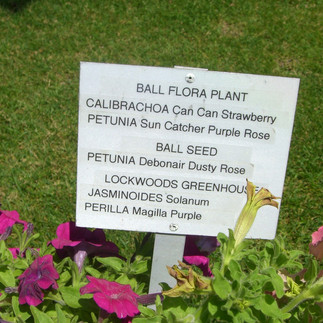 BALL FLORA PLANT
CALIBRACHOA Can Can Strawberry
PETUNIA Sun Catcher Purple Rose
BALL SEED
PETUNIA Debonair Dusty Rose
LOCKWOODS GREENHOUSE
JASMINOIDES Solanum
PERILLA Magilla Purple